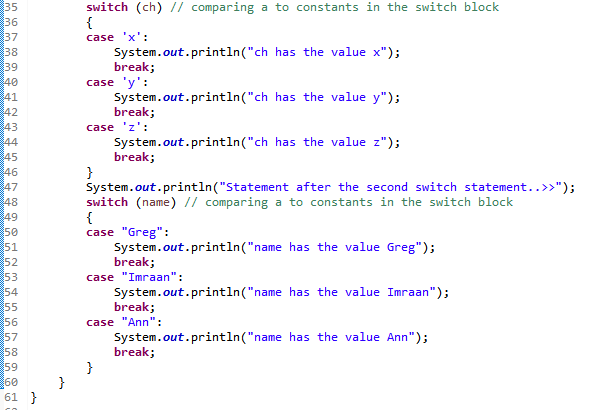 35 switch (ch) // comparing a to constants in the switch block
36 {
37 case 'x':
38 System.out.println("ch has the value x");
39 break;
40 case 'y':
41 System.out.println("ch has the value y");
42 break;
43 case 'z':
44 System.out.println("ch has the value z");
45 break;
46 }
47 System.out.println("Statement after the second switch statement..>>");
48 switch (name) // comparing a to constants in the switch block
49 {
50 case "Greg":
51 System.out.println("name has the value Greg");
52 break;
53 case "Imraan":
54 System.out.println("name has the value Imraan");
55 break;
56 case "Ann":
57 System.out.println("name has the value Ann");
58 break;
59 }
60 }
61 }